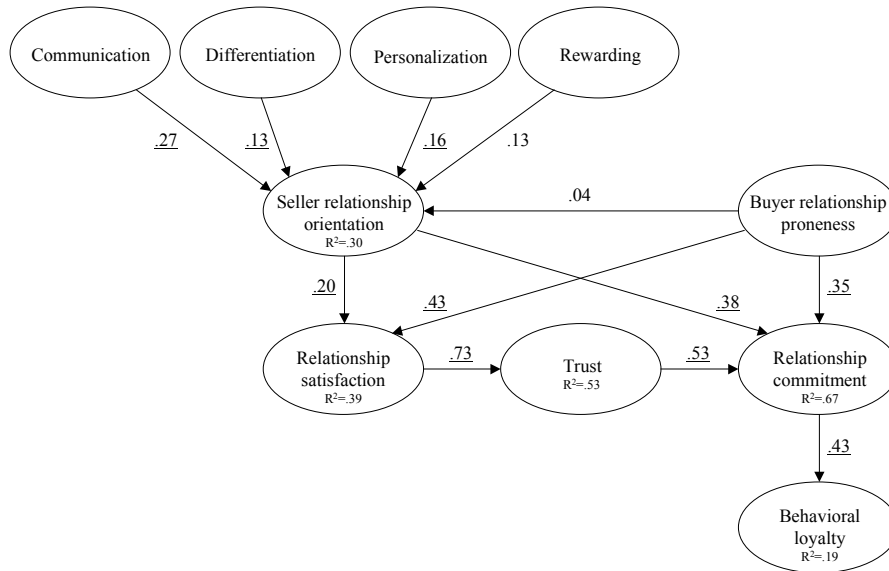 Communication
Differentiation
Personalization
Rewarding
.27
.13
.16
.13
Seller relationship
orientation
R²=.30
.04
Buyer relationship
proneness
.20
.43
.38
.35
Relationship
satisfaction
R²=.39
.73
Trust
R²=.53
.53
Relationship
commitment
R²=.67
.43
Behavioral
loyalty
R²=.19